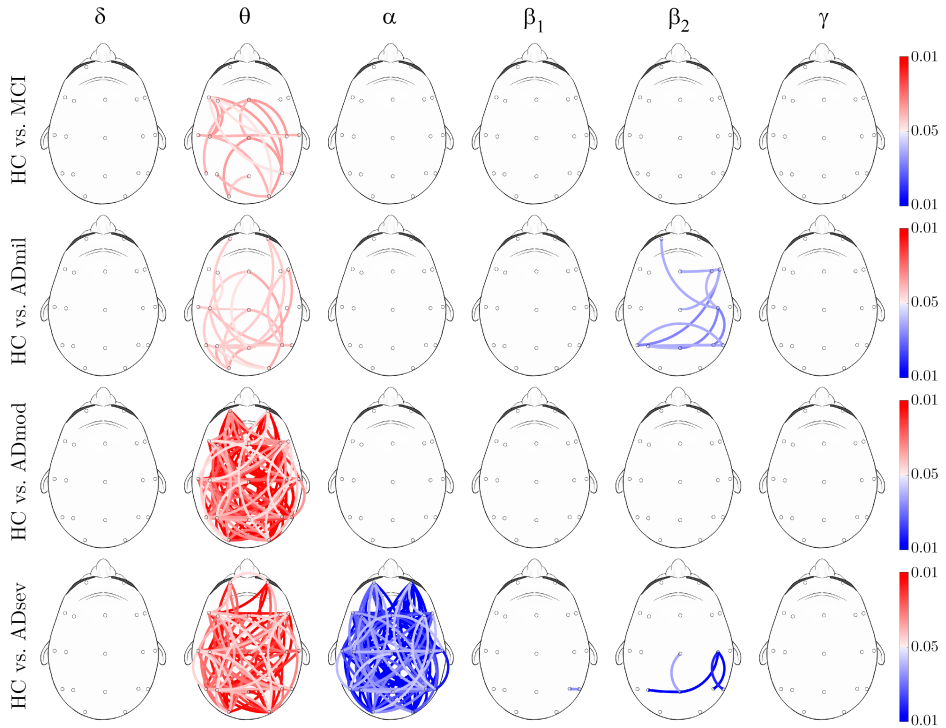 δ θ α β1 β2 γ
HC vs. MCI
0.01
0.05
0.01
HC vs. ADmil
0.01
0.05
0.01
HC vs. ADmod
0.01
0.05
0.01
HC vs. ADsev
0.01
0.05
0.01